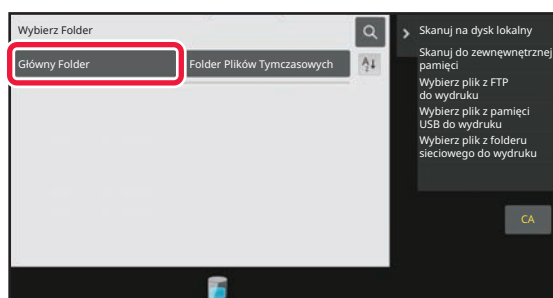 Wybierz Folder
Główny Folder
Folder Plików Tymczasowych
Skanuj na dysk lokalny
Skanuj do zewnęwnętrznej
pamięci
Wybierz plik z FTP
do wydruku
Wybierz plik z pamięci
USB do wydruku
Wybierz plik z folderu
sieciowego do wydruku
CA